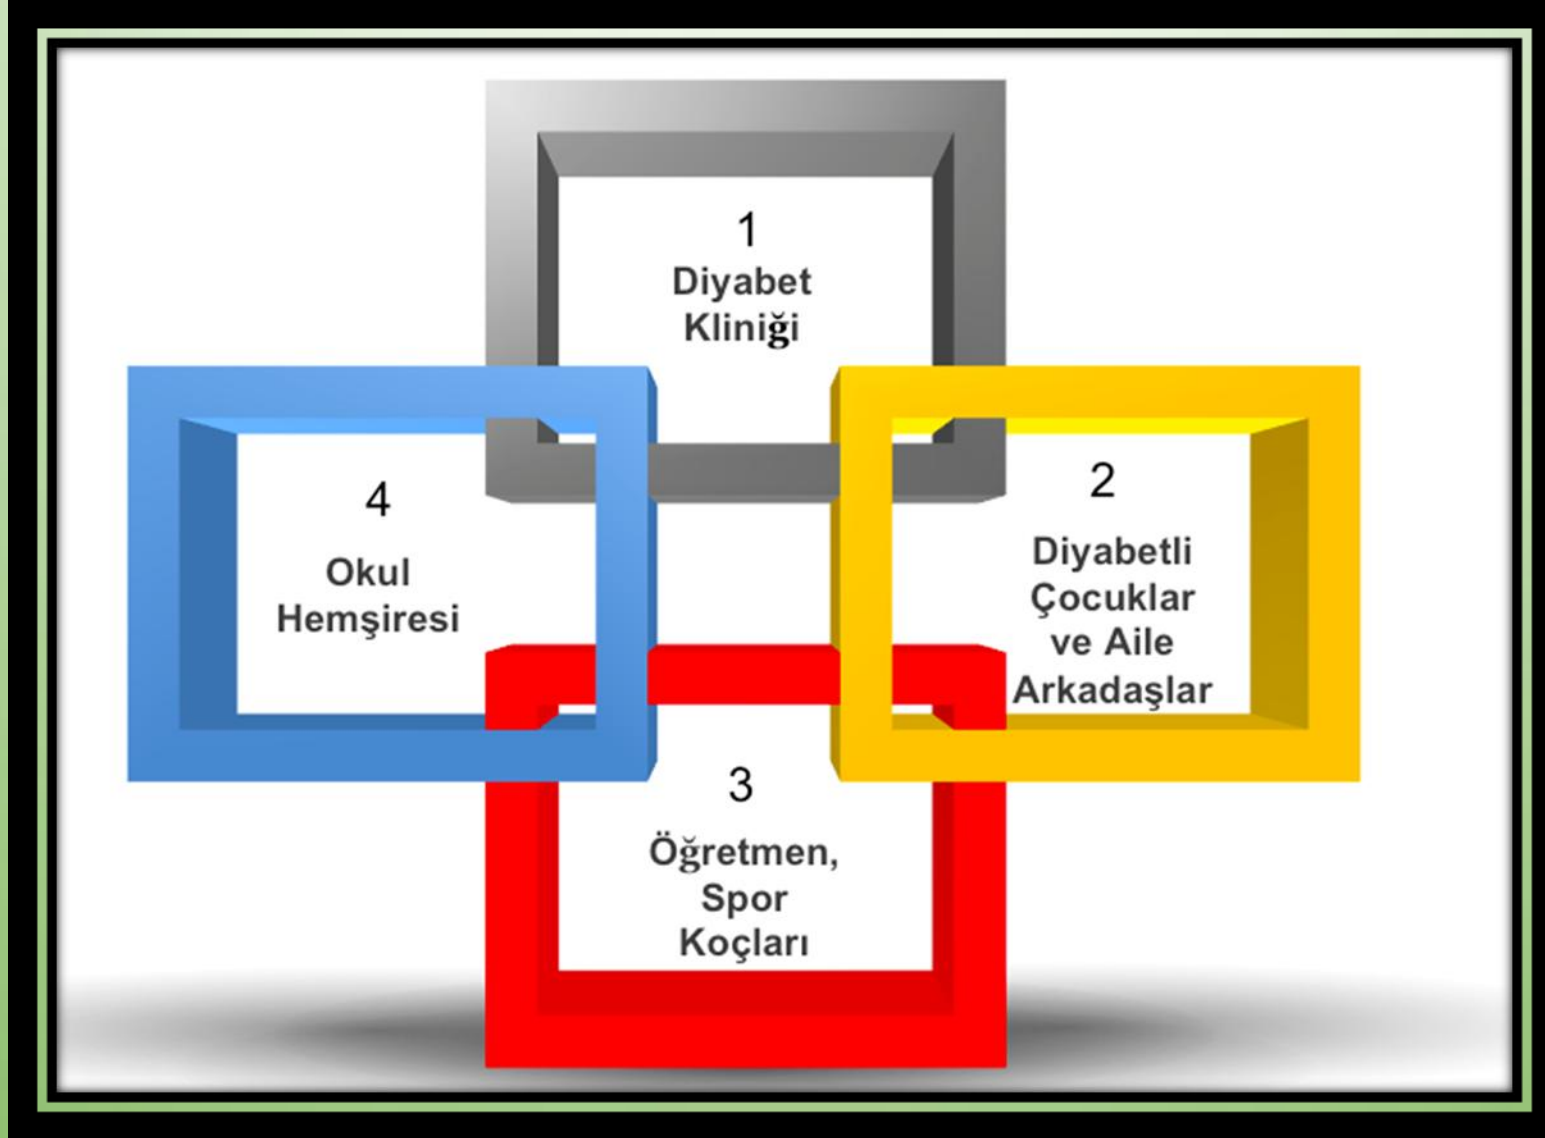 1
Diyabet
Kliniği
2
Diyabetli
Çocuklar
ve Aile
Arkadaşlar
3
Öğretmen,
Spor
Koçları
4
Okul
Hemşiresi